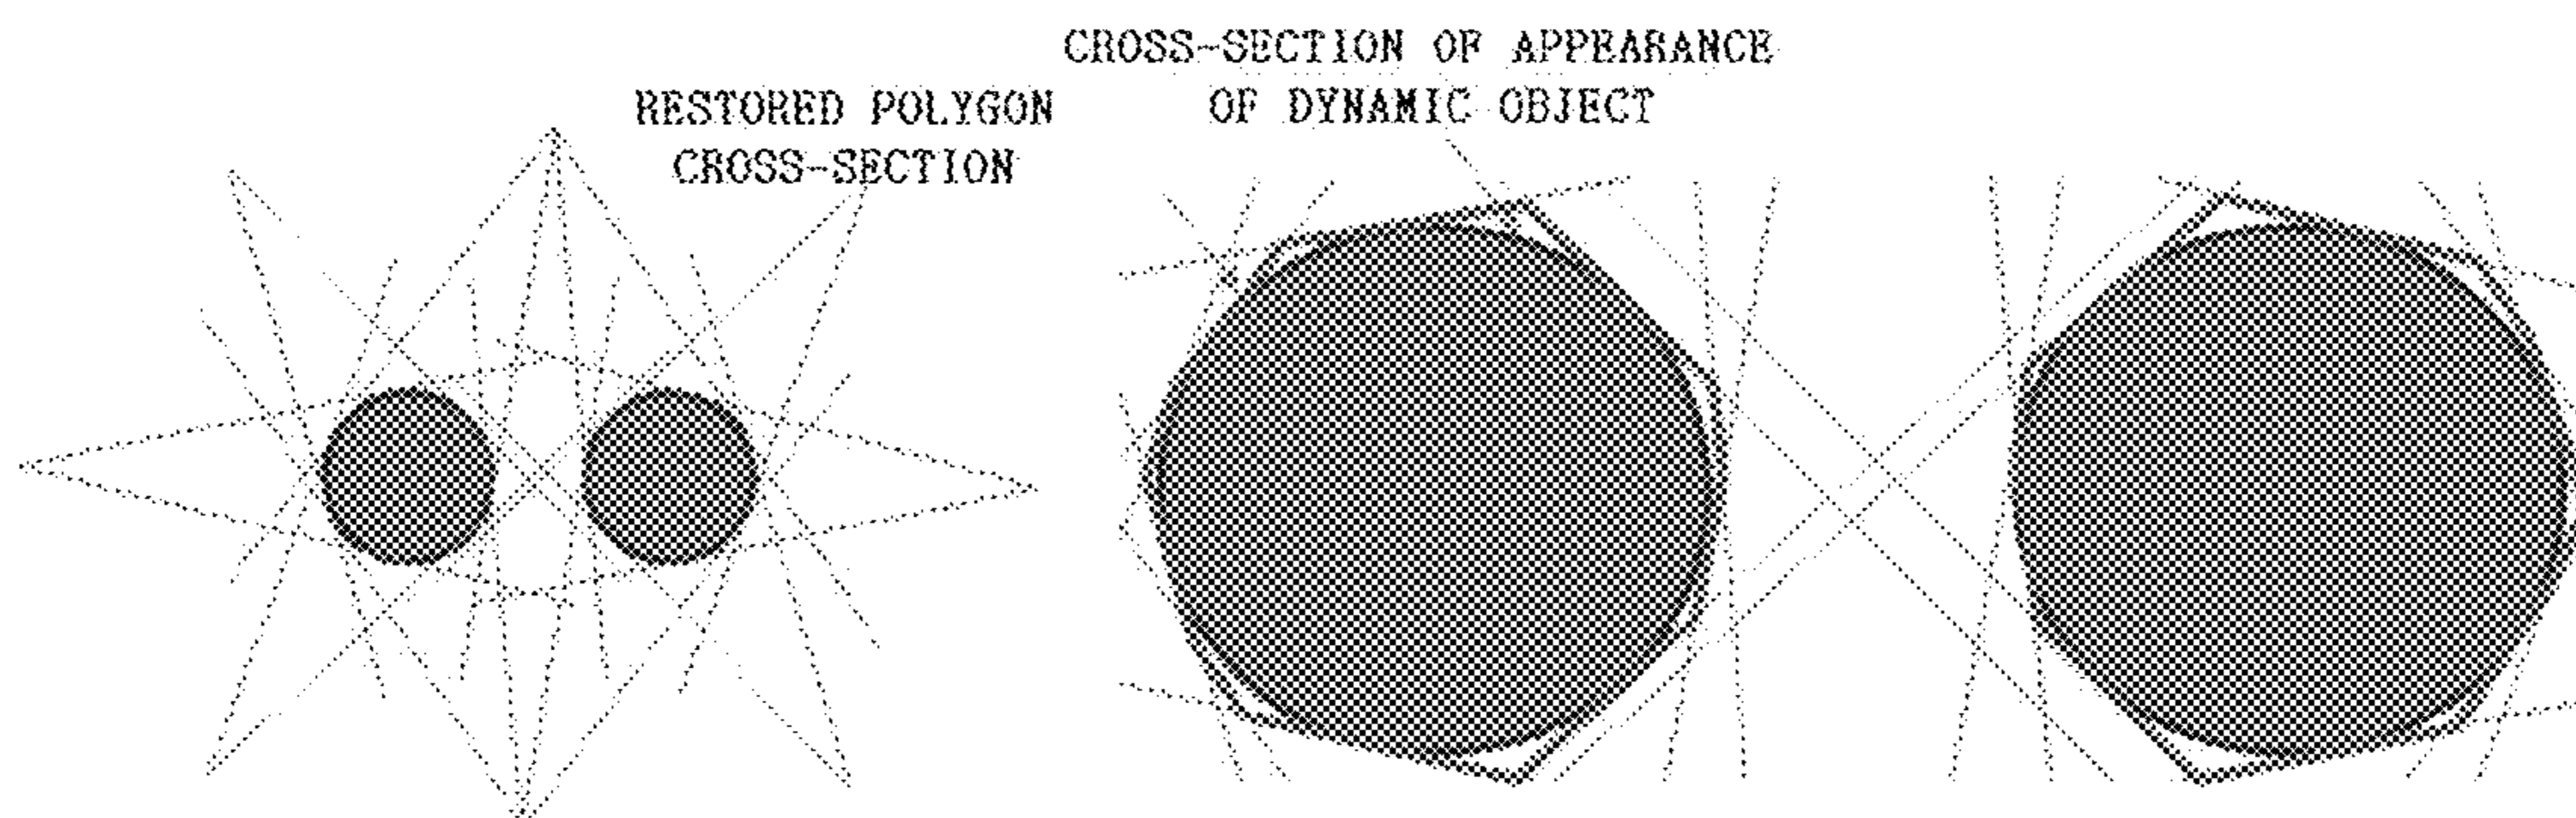 CROSS-SECTION OF APPEARANCE
OF DYNAMIC OBJECT
RESTORED POLYGON
CROSS-SECTION